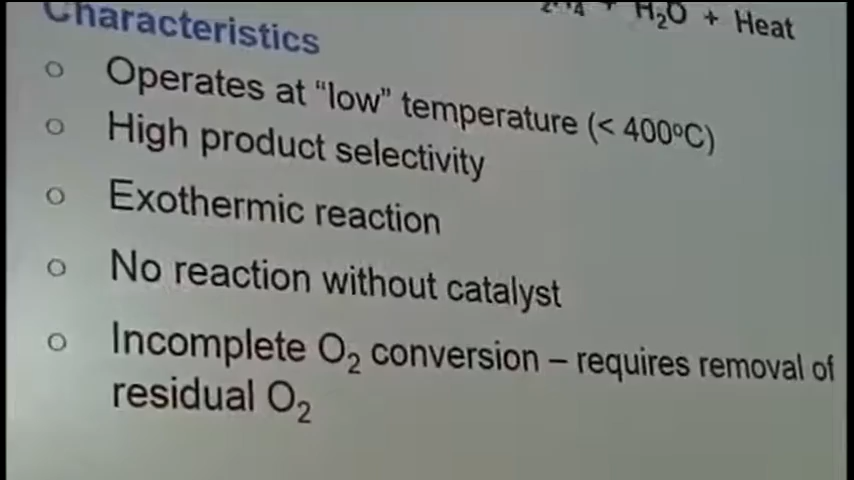 + H₂O + Heat
Characteristics
o Operates at “low” temperature (< 400ºC)
o High product selectivity
o Exothermic reaction
o No reaction without catalyst
o Incomplete O₂ conversion – requires removal of
residual O₂